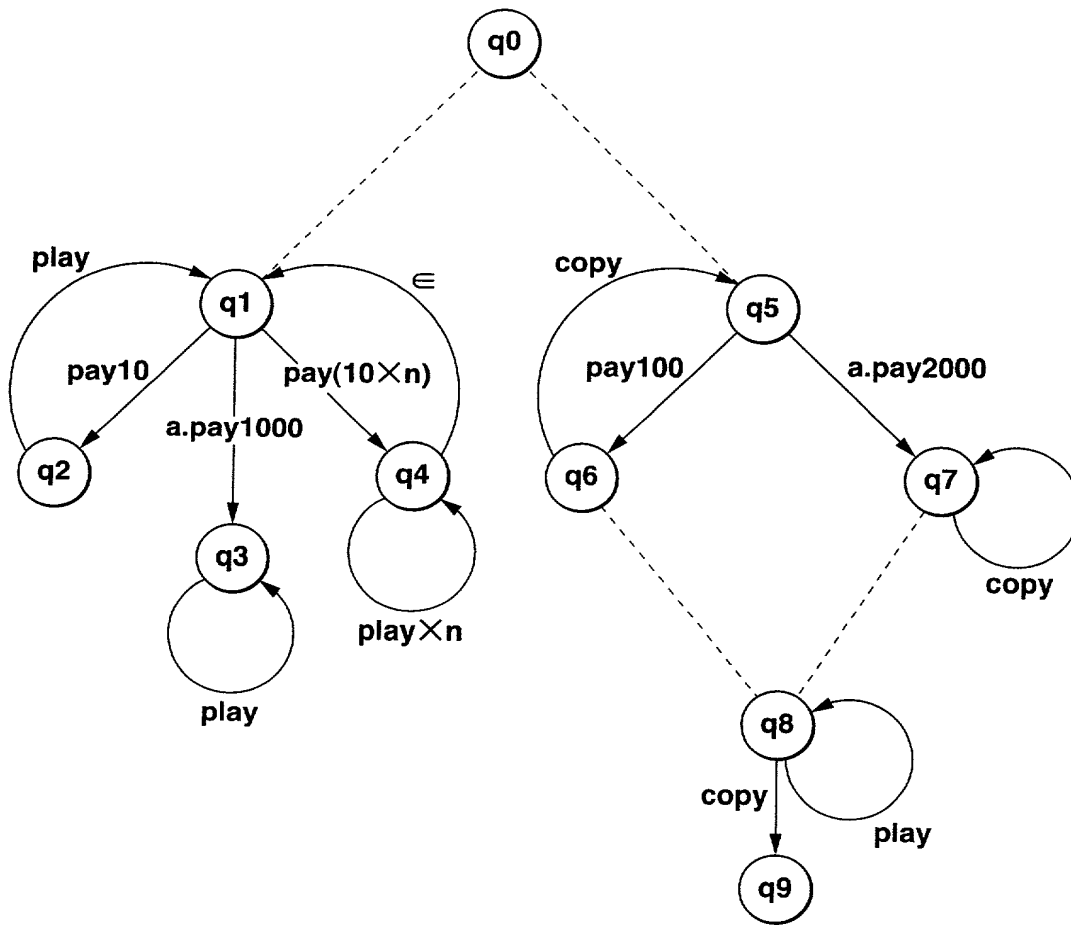 q0
play
∈
copy
q1
q5
pay10
pay(10×n)
pay100
a.pay2000
a.pay1000
q2
q4
q6
q7
q3
copy
play×n
play
q8
copy
play
q9